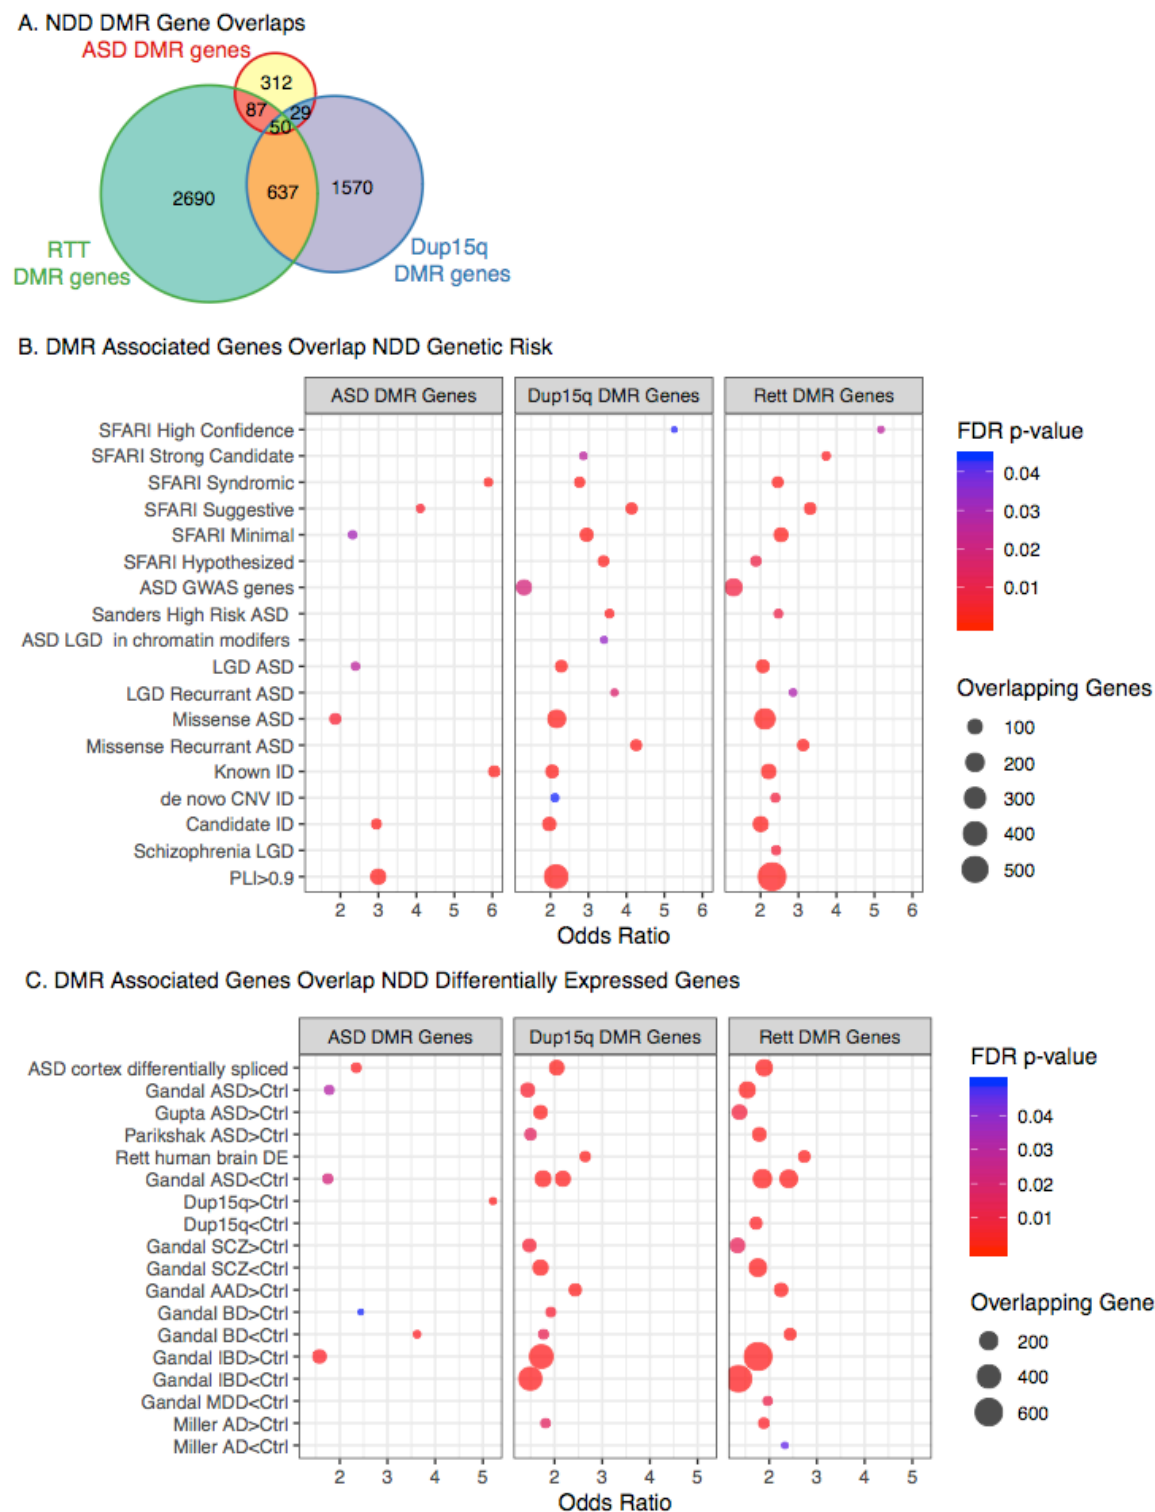 A. NDD DMR Gene Overlaps
ASD DMR genes
312
87
29
50
2690
637
1570
RTT
DMR genes
Dup15q
DMR genes
B. DMR Associated Genes Overlap NDD Genetic Risk
ASD DMR Genes
Dup15q DMR Genes
Rett DMR Genes
SFARI High Confidence
SFARI Strong Candidate
SFARI Syndromic
SFARI Suggestive
SFARI Minimal
SFARI Hypothesized
ASD GWAS genes
Sanders High Risk ASD
ASD LGD in chromatin modifers
LGD ASD
LGD Recurrant ASD
Missense ASD
Missense Recurrant ASD
Known ID
de novo CNV ID
Candidate ID
Schizophrenia LGD
PLI>0.9
2 3 4 5 6
2 3 4 5 6
2 3 4 5 6
Odds Ratio
FDR p-value
0.04
0.03
0.02
0.01
Overlapping Genes
100
200
300
400
500
C. DMR Associated Genes Overlap NDD Differentially Expressed Genes
ASD DMR Genes
Dup15q DMR Genes
Rett DMR Genes
ASD cortex differentially spliced
Gandal ASD>Ctrl
Gupta ASD>Ctrl
Parikshak ASD>Ctrl
Rett human brain DE
Gandal ASD<Ctrl
Dup15q>Ctrl
Dup15q<Ctrl
Gandal SCZ>Ctrl
Gandal SCZ<Ctrl
Gandal AAD>Ctrl
Gandal BD>Ctrl
Gandal BD<Ctrl
Gandal IBD>Ctrl
Gandal IBD<Ctrl
Gandal MDD<Ctrl
Miller AD>Ctrl
Miller AD<Ctrl
2 3 4 5
2 3 4 5
2 3 4 5
Odds Ratio
FDR p-value
0.04
0.03
0.02
0.01
Overlapping Gene
200
400
600